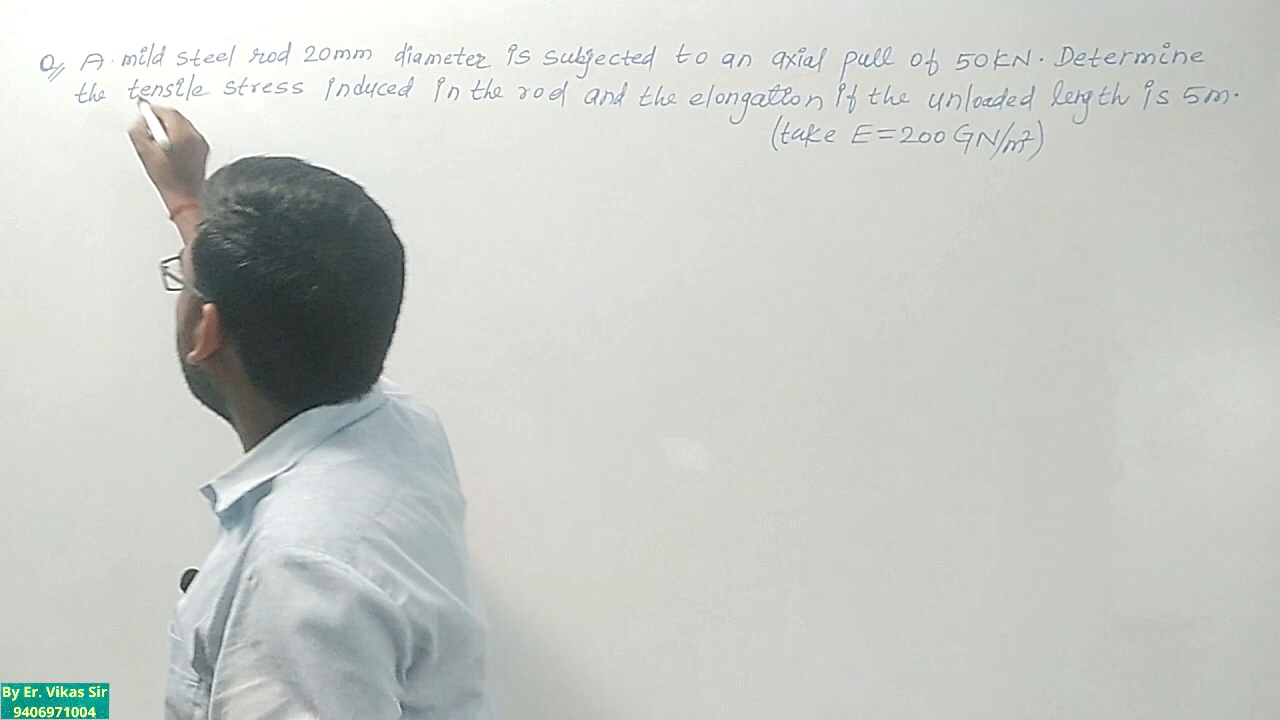 Q, A mild steel rod 20mm diameter is subjected to an axial pull of 50KN. Determine
the tensile stress induced in the rod and the elongation if the unloaded length is 5m.
(take E=200 GN/m²)
By Er. Vikas Sir
9406971004